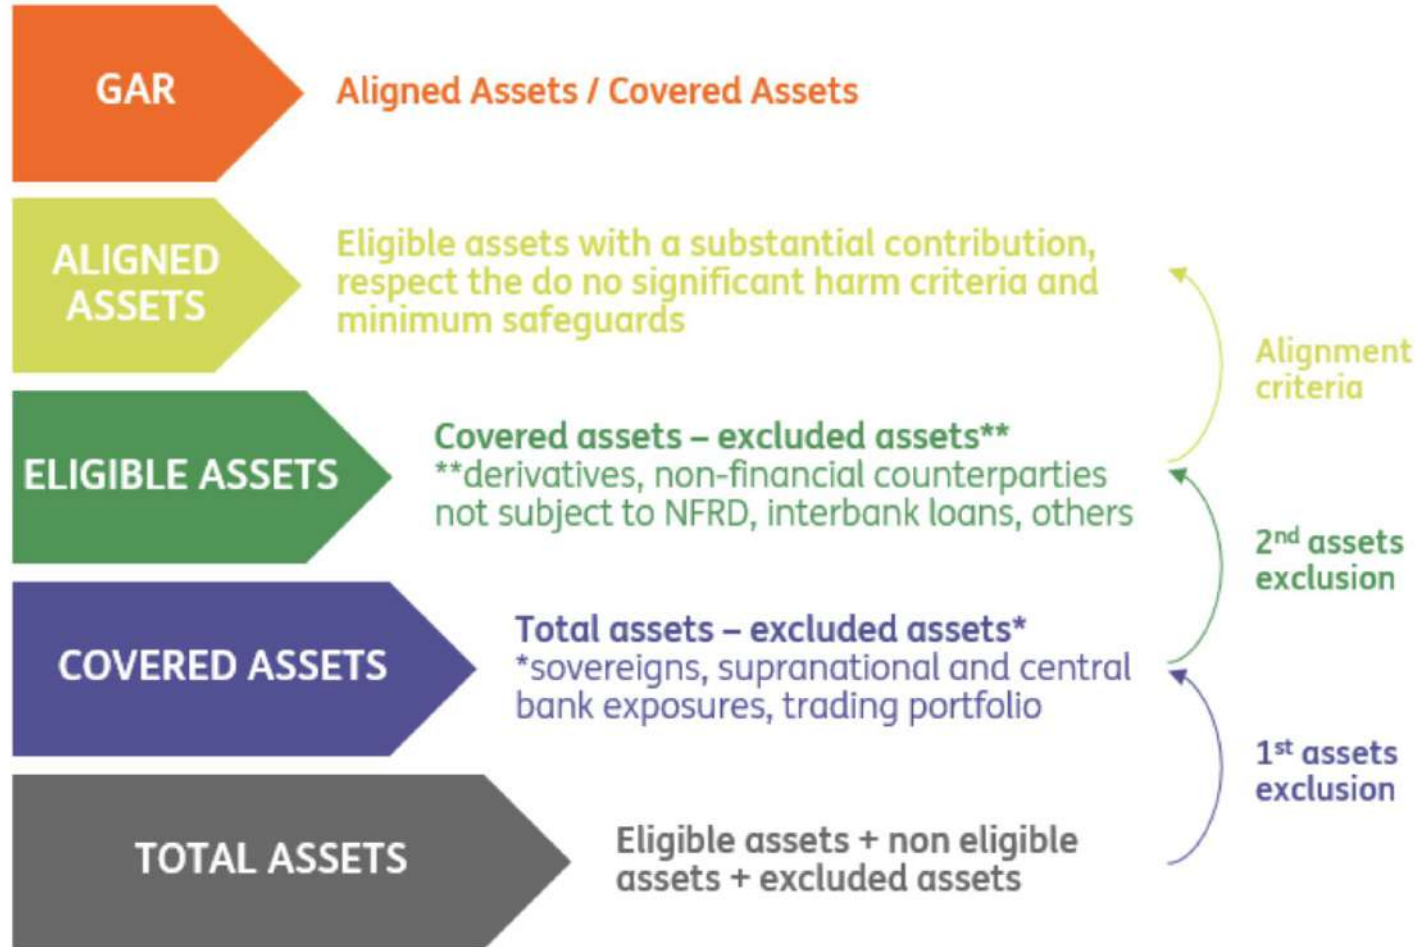 GAR
Aligned Assets / Covered Assets
ALIGNED
ASSETS
Eligible assets with a substantial contribution,
respect the do no significant harm criteria and
minimum safeguards
Alignment
criteria
ELIGIBLE ASSETS
Covered assets – excluded assets**
**derivatives, non-financial counterparties
not subject to NFRD, interbank loans, others
2nd assets
exclusion
COVERED ASSETS
Total assets – excluded assets*
*sovereigns, supranational and central
bank exposures, trading portfolio
1st assets
exclusion
TOTAL ASSETS
Eligible assets + non eligible
assets + excluded assets